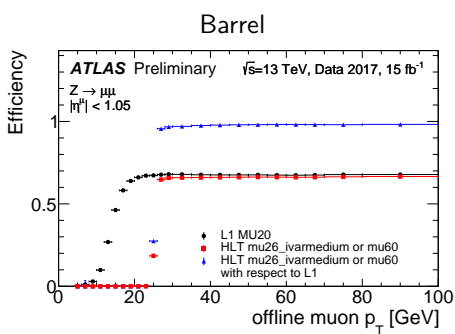 Barrel
Efficiency
ATLAS Preliminary
√s=13 TeV, Data 2017, 15 fb⁻¹
Z → μμ
|η^μ| < 1.05
1
0.5
0
L1 MU20
HLT mu26_ivarmedium or mu60
HLT mu26_ivarmedium or mu60
with respect to L1
0 20 40 60 80 100
offline muon p_T [GeV]